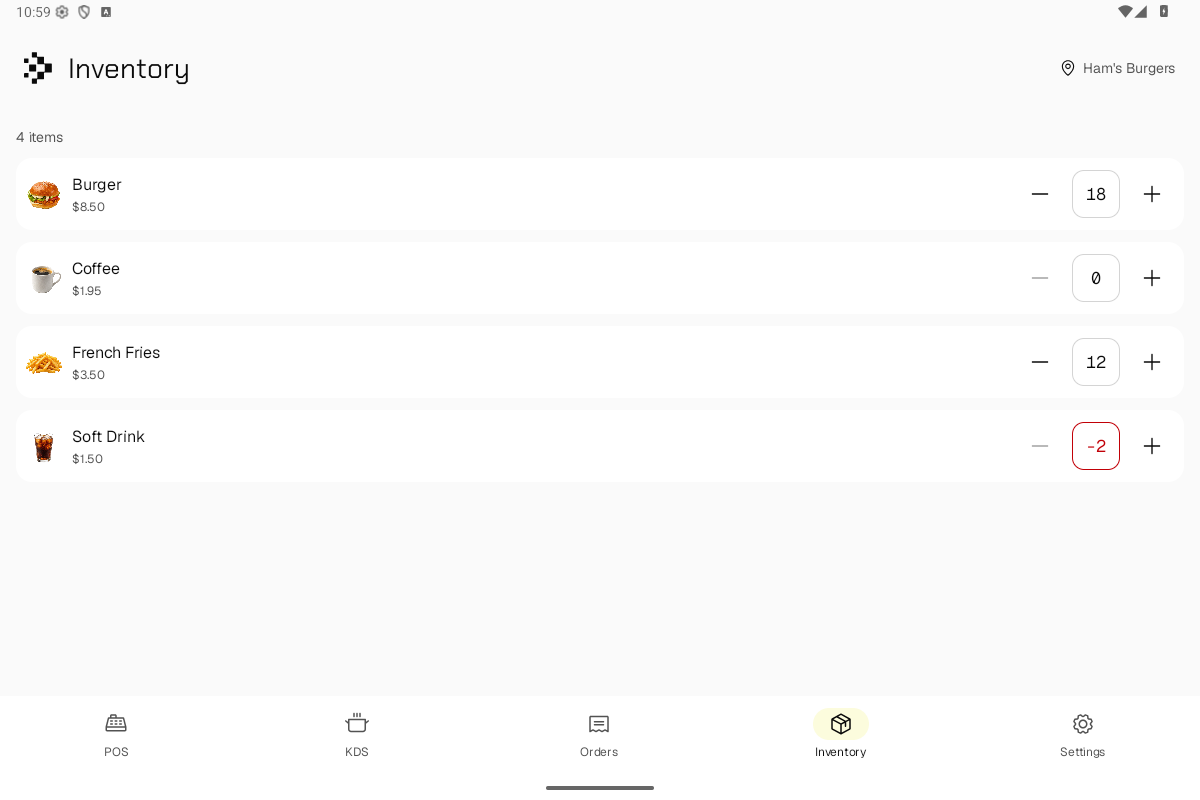 10:59
Inventory
Ham's Burgers
4 items
Burger
$8.50
18
Coffee
$1.95
0
French Fries
$3.50
12
Soft Drink
$1.50
-2
POS
KDS
Orders
Inventory
Settings